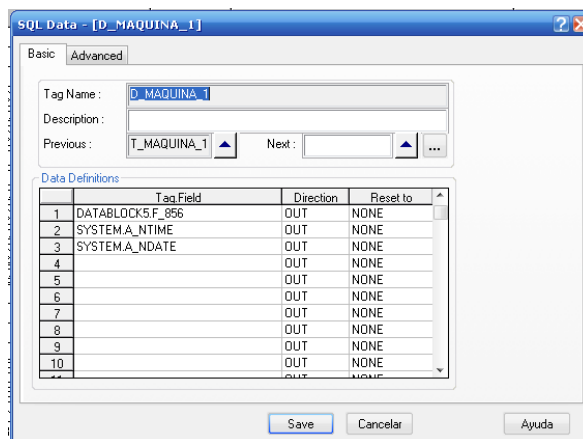 SQL Data - [D_MAQUINA_1]
Basic Advanced
Tag Name : D_MAQUINA_1
Description :
Previous : T_MAQUINA_1 Next : ...
Data Definitions
Tag.Field Direction Reset to
1 DATABLOCK5.F_856 OUT NONE
2 SYSTEM.A_NTIME OUT NONE
3 SYSTEM.A_NDATE OUT NONE
4 OUT NONE
5 OUT NONE
6 OUT NONE
7 OUT NONE
8 OUT NONE
9 OUT NONE
10 OUT NONE
Save Cancelar Ayuda